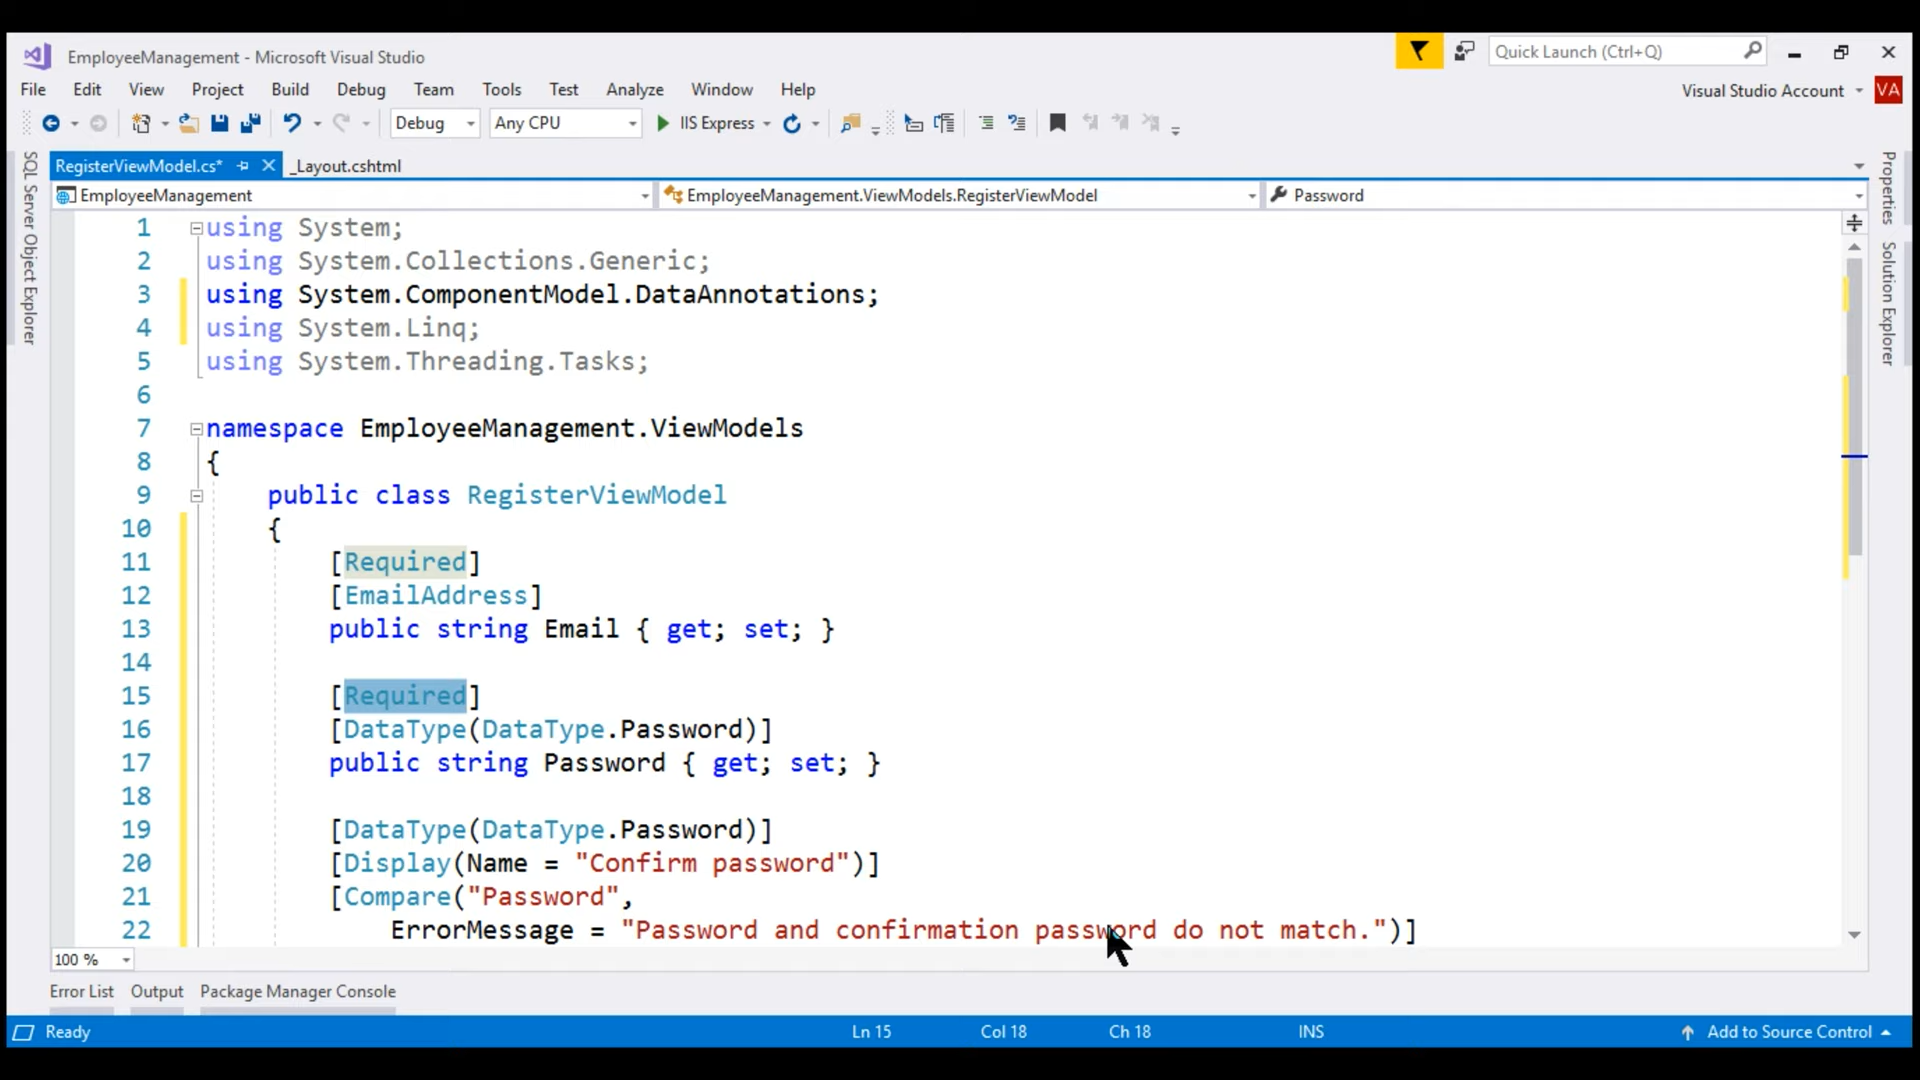 EmployeeManagement - Microsoft Visual Studio
Quick Launch (Ctrl+Q)
File Edit View Project Build Debug Team Tools Test Analyze Window Help
Visual Studio Account VA
Debug Any CPU IIS Express
SQL Server Object Explorer
RegisterViewModel.cs* _Layout.cshtml
EmployeeManagement EmployeeManagement.ViewModels.RegisterViewModel Password
Properties
Solution Explorer
1 using System;
2 using System.Collections.Generic;
3 using System.ComponentModel.DataAnnotations;
4 using System.Linq;
5 using System.Threading.Tasks;
6
7 namespace EmployeeManagement.ViewModels
8 {
9 public class RegisterViewModel
10 {
11 [Required]
12 [EmailAddress]
13 public string Email { get; set; }
14
15 [Required]
16 [DataType(DataType.Password)]
17 public string Password { get; set; }
18
19 [DataType(DataType.Password)]
20 [Display(Name = "Confirm password")]
21 [Compare("Password",
22 ErrorMessage = "Password and confirmation password do not match.")]
100 %
Error List Output Package Manager Console
Ready Ln 15 Col 18 Ch 18 INS Add to Source Control